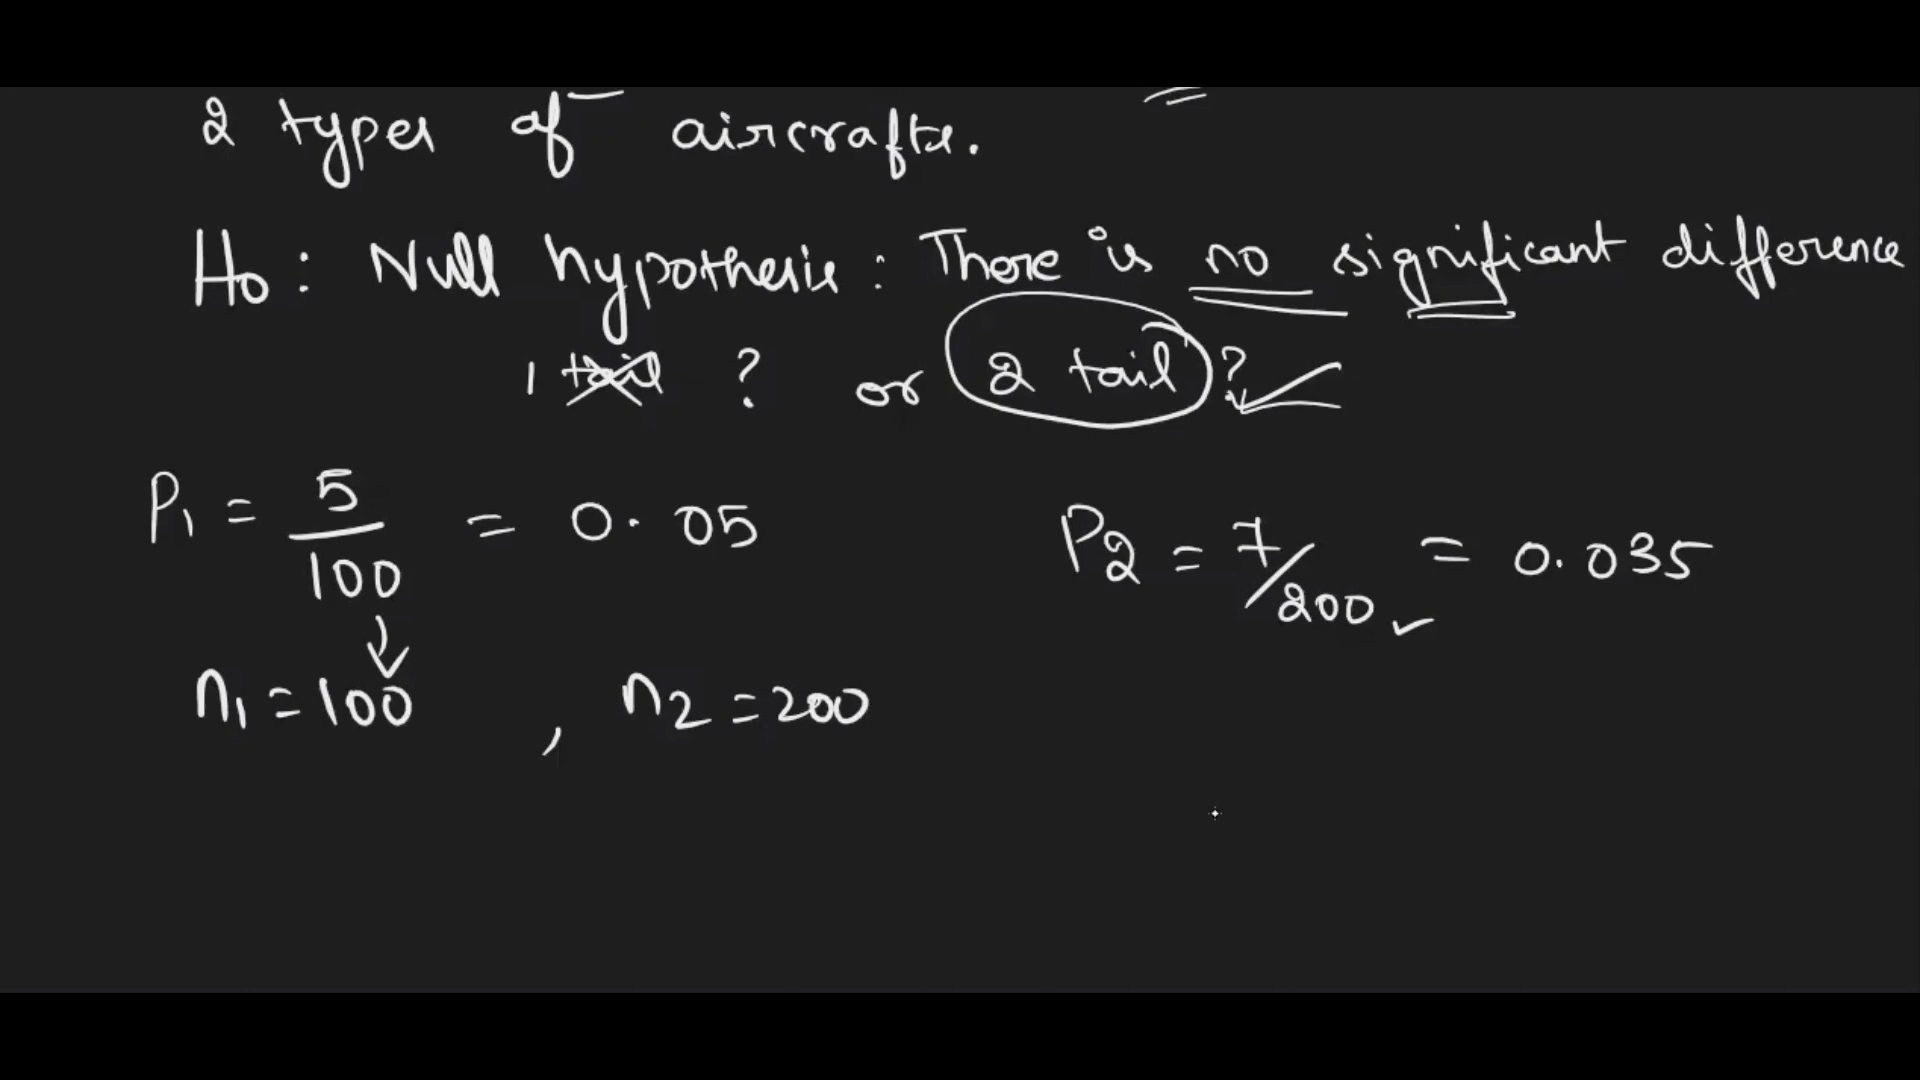 2 types of aircrafts.
H0 : Null hypothesis : There is no significant difference
1 tail ? or 2 tail ?
P1 = 5/100 = 0.05
P2 = 7/200 = 0.035
n1 = 100 , n2 = 200